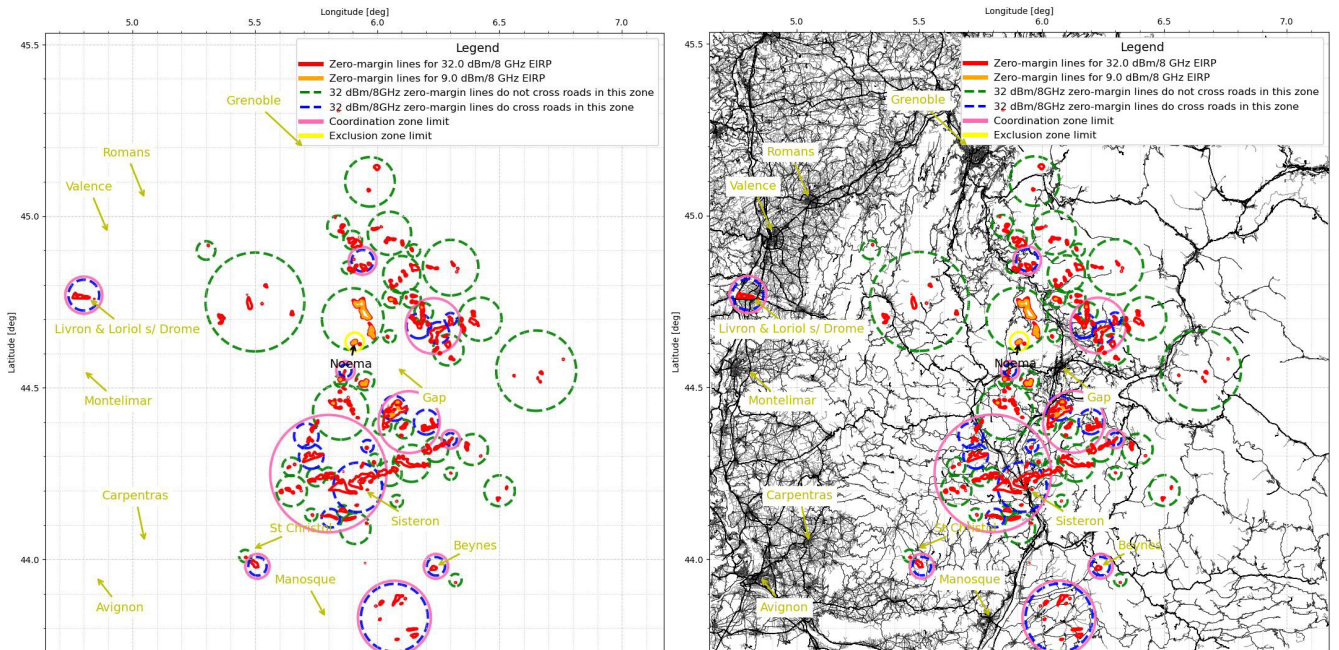 Longitude [deg]
5.0 5.5 6.0 6.5 7.0
45.5
45.0
44.5
44.0
Latitude [deg]
Legend
Zero-margin lines for 32.0 dBm/8 GHz EIRP
Zero-margin lines for 9.0 dBm/8 GHz EIRP
32 dBm/8GHz zero-margin lines do not cross roads in this zone
32 dBm/8GHz zero-margin lines do cross roads in this zone
Coordination zone limit
Exclusion zone limit
Grenoble
Romans
Valence
Livron & Loriol s/ Drome
Noema
Montelimar
Gap
Carpentras
Sisteron
St Christol
Beynes
Manosque
Avignon
Longitude [deg]
5.0 5.5 6.0 6.5 7.0
45.5
45.0
44.5
44.0
Latitude [deg]
Legend
Zero-margin lines for 32.0 dBm/8 GHz EIRP
Zero-margin lines for 9.0 dBm/8 GHz EIRP
32 dBm/8GHz zero-margin lines do not cross roads in this zone
32 dBm/8GHz zero-margin lines do cross roads in this zone
Coordination zone limit
Exclusion zone limit
Grenoble
Romans
Valence
Livron & Loriol s/ Drome
Noema
Montelimar
Gap
Carpentras
Sisteron
St Christol
Beynes
Manosque
Avignon